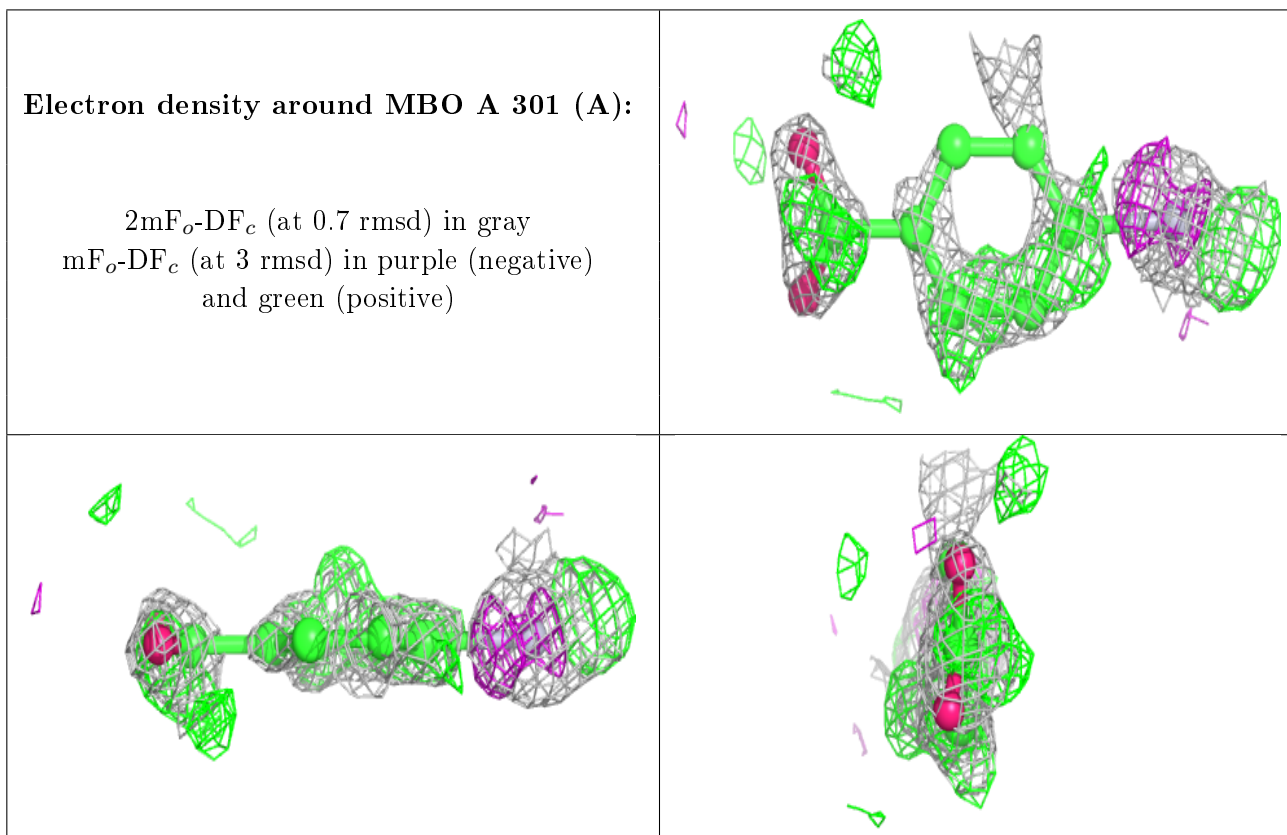 Electron density around MBO A 301 (A):
2mFₒ-DF𝒸 (at 0.7 rmsd) in gray
mFₒ-DF𝒸 (at 3 rmsd) in purple (negative)
and green (positive)